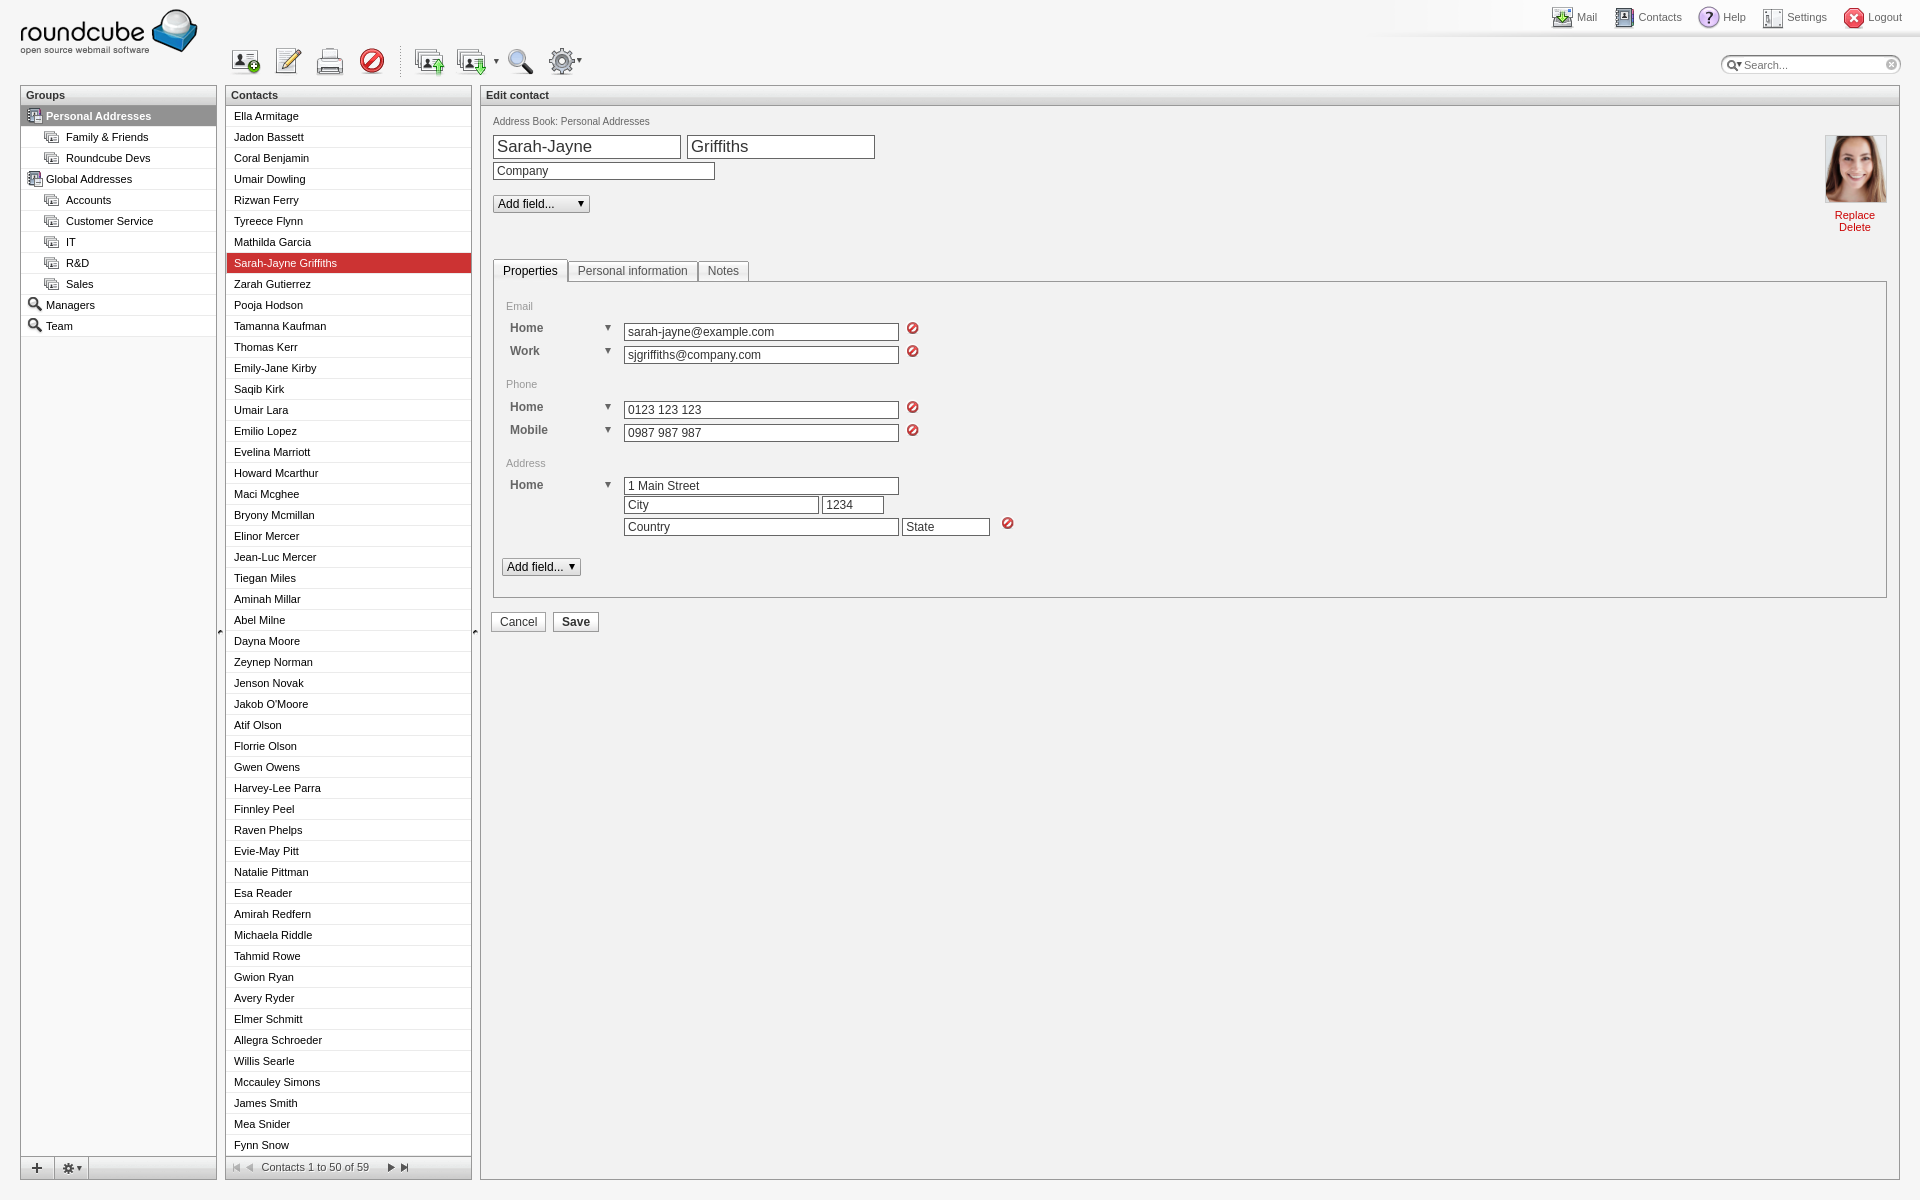 roundcube
open source webmail software
Mail
Contacts
Help
Settings
Logout
Search...
Groups
Personal Addresses
Family & Friends
Roundcube Devs
Global Addresses
Accounts
Customer Service
IT
R&D
Sales
Managers
Team
Contacts
Ella Armitage
Jadon Bassett
Coral Benjamin
Umair Dowling
Rizwan Ferry
Tyreece Flynn
Mathilda Garcia
Sarah-Jayne Griffiths
Zarah Gutierrez
Pooja Hodson
Tamanna Kaufman
Thomas Kerr
Emily-Jane Kirby
Saqib Kirk
Umair Lara
Emilio Lopez
Evelina Marriott
Howard Mcarthur
Maci Mcghee
Bryony Mcmillan
Elinor Mercer
Jean-Luc Mercer
Tiegan Miles
Aminah Millar
Abel Milne
Dayna Moore
Zeynep Norman
Jenson Novak
Jakob O'Moore
Atif Olson
Florrie Olson
Gwen Owens
Harvey-Lee Parra
Finnley Peel
Raven Phelps
Evie-May Pitt
Natalie Pittman
Esa Reader
Amirah Redfern
Michaela Riddle
Tahmid Rowe
Gwion Ryan
Avery Ryder
Elmer Schmitt
Allegra Schroeder
Willis Searle
Mccauley Simons
James Smith
Mea Snider
Fynn Snow
Contacts 1 to 50 of 59
Edit contact
Address Book: Personal Addresses
Sarah-Jayne Griffiths
Company
Add field...
Replace
Delete
Properties Personal information Notes
Email
Home sarah-jayne@example.com
Work sjgriffiths@company.com
Phone
Home 0123 123 123
Mobile 0987 987 987
Address
Home 1 Main Street
City 1234
Country State
Add field...
Cancel Save